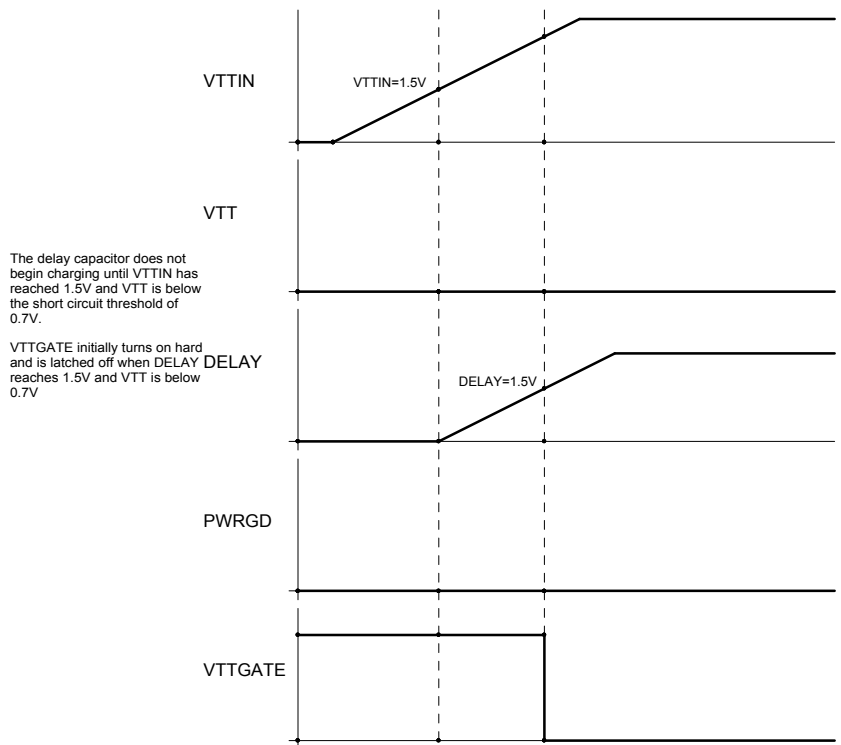 VTTIN
VTTIN=1.5V
VTT
The delay capacitor does not
begin charging until VTTIN has
reached 1.5V and VTT is below
the short circuit threshold of
0.7V.
VTTGATE initially turns on hard
and is latched off when DELAY
reaches 1.5V and VTT is below
0.7V
DELAY
DELAY=1.5V
PWRGD
VTTGATE